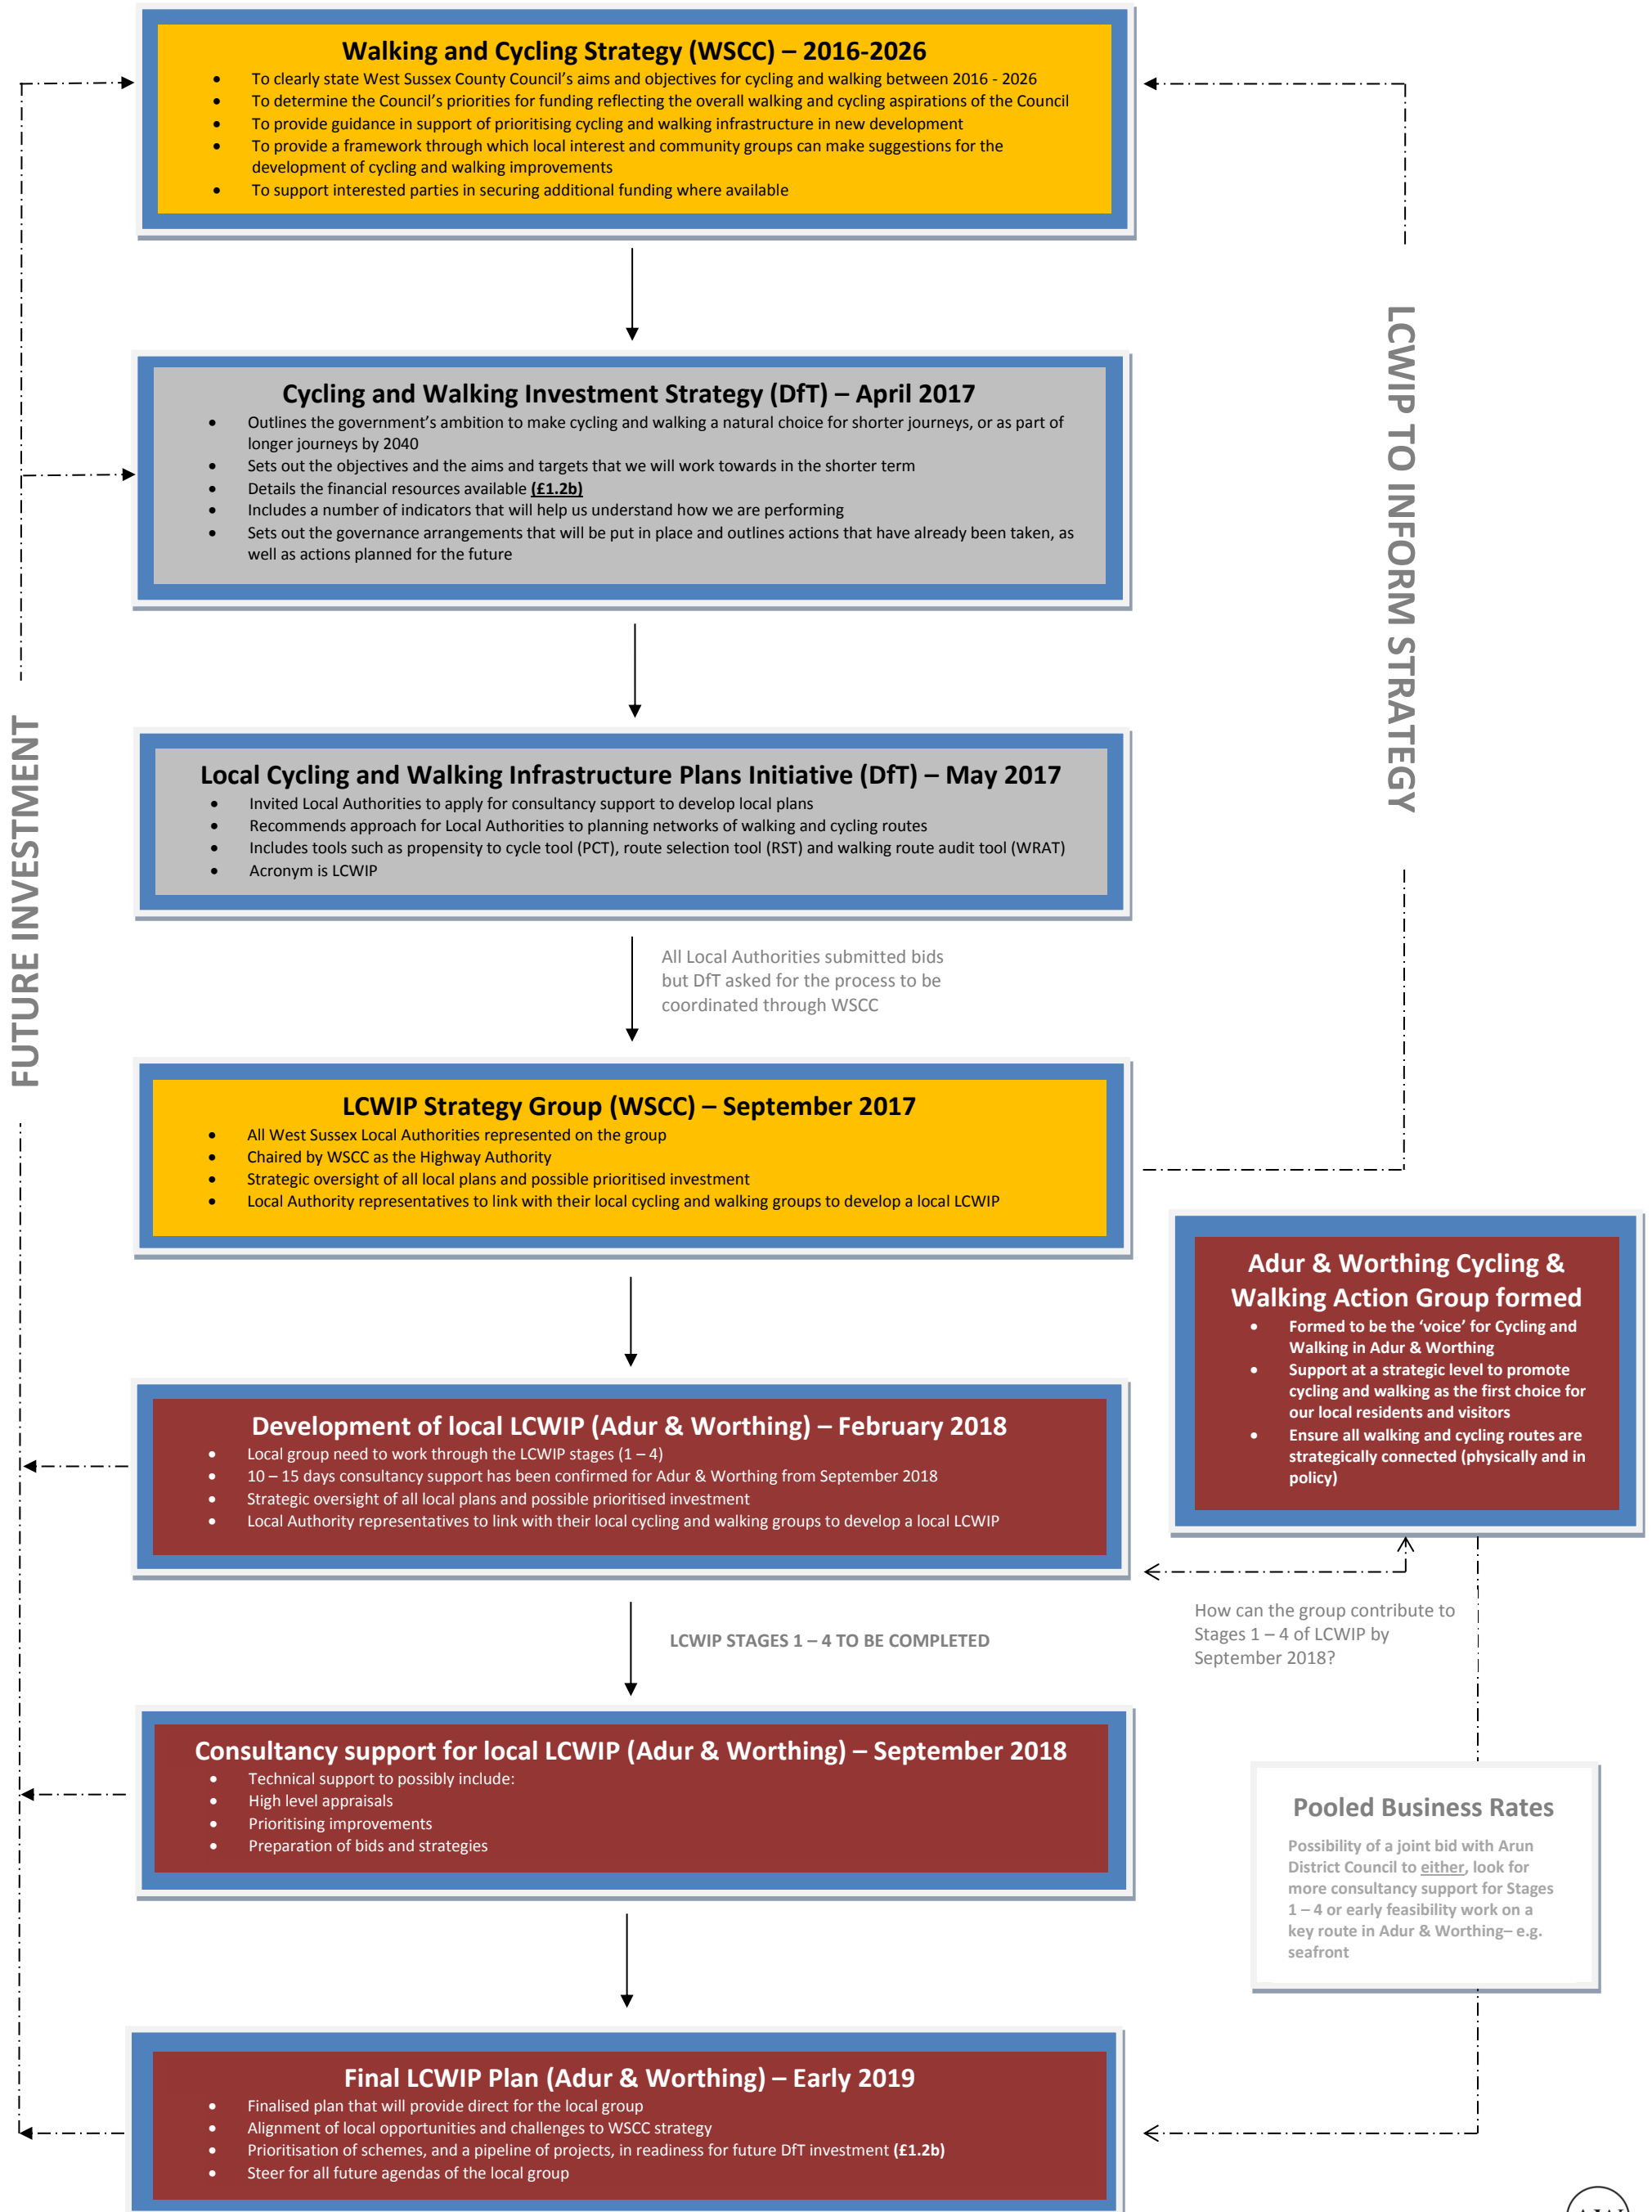 Walking and Cycling Strategy (WSCC) – 2016-2026
• To clearly state West Sussex County Council’s aims and objectives for cycling and walking between 2016 - 2026
• To determine the Council’s priorities for funding reflecting the overall walking and cycling aspirations of the Council
• To provide guidance in support of prioritising cycling and walking infrastructure in new development
• To provide a framework through which local interest and community groups can make suggestions for the
development of cycling and walking improvements
• To support interested parties in securing additional funding where available
Cycling and Walking Investment Strategy (DfT) – April 2017
• Outlines the government’s ambition to make cycling and walking a natural choice for shorter journeys, or as part of
longer journeys by 2040
• Sets out the objectives and the aims and targets that we will work towards in the shorter term
• Details the financial resources available (£1.2b)
• Includes a number of indicators that will help us understand how we are performing
• Sets out the governance arrangements that will be put in place and outlines actions that have already been taken, as
well as actions planned for the future
LCWIP TO INFORM STRATEGY
FUTURE INVESTMENT
Local Cycling and Walking Infrastructure Plans Initiative (DfT) – May 2017
• Invited Local Authorities to apply for consultancy support to develop local plans
• Recommends approach for Local Authorities to planning networks of walking and cycling routes
• Includes tools such as propensity to cycle tool (PCT), route selection tool (RST) and walking route audit tool (WRAT)
• Acronym is LCWIP
All Local Authorities submitted bids
but DfT asked for the process to be
coordinated through WSCC
LCWIP Strategy Group (WSCC) – September 2017
• All West Sussex Local Authorities represented on the group
• Chaired by WSCC as the Highway Authority
• Strategic oversight of all local plans and possible prioritised investment
• Local Authority representatives to link with their local cycling and walking groups to develop a local LCWIP
Adur & Worthing Cycling &
Walking Action Group formed
• Formed to be the ‘voice’ for Cycling and
Walking in Adur & Worthing
• Support at a strategic level to promote
cycling and walking as the first choice for
our local residents and visitors
• Ensure all walking and cycling routes are
strategically connected (physically and in
policy)
Development of local LCWIP (Adur & Worthing) – February 2018
• Local group need to work through the LCWIP stages (1 – 4)
• 10 – 15 days consultancy support has been confirmed for Adur & Worthing from September 2018
• Strategic oversight of all local plans and possible prioritised investment
• Local Authority representatives to link with their local cycling and walking groups to develop a local LCWIP
How can the group contribute to
Stages 1 – 4 of LCWIP by
September 2018?
LCWIP STAGES 1 – 4 TO BE COMPLETED
Consultancy support for local LCWIP (Adur & Worthing) – September 2018
• Technical support to possibly include:
• High level appraisals
• Prioritising improvements
• Preparation of bids and strategies
Pooled Business Rates
Possibility of a joint bid with Arun
District Council to either, look for
more consultancy support for Stages
1 – 4 or early feasibility work on a
key route in Adur & Worthing– e.g.
seafront
Final LCWIP Plan (Adur & Worthing) – Early 2019
• Finalised plan that will provide direct for the local group
• Alignment of local opportunities and challenges to WSCC strategy
• Prioritisation of schemes, and a pipeline of projects, in readiness for future DfT investment (£1.2b)
• Steer for all future agendas of the local group